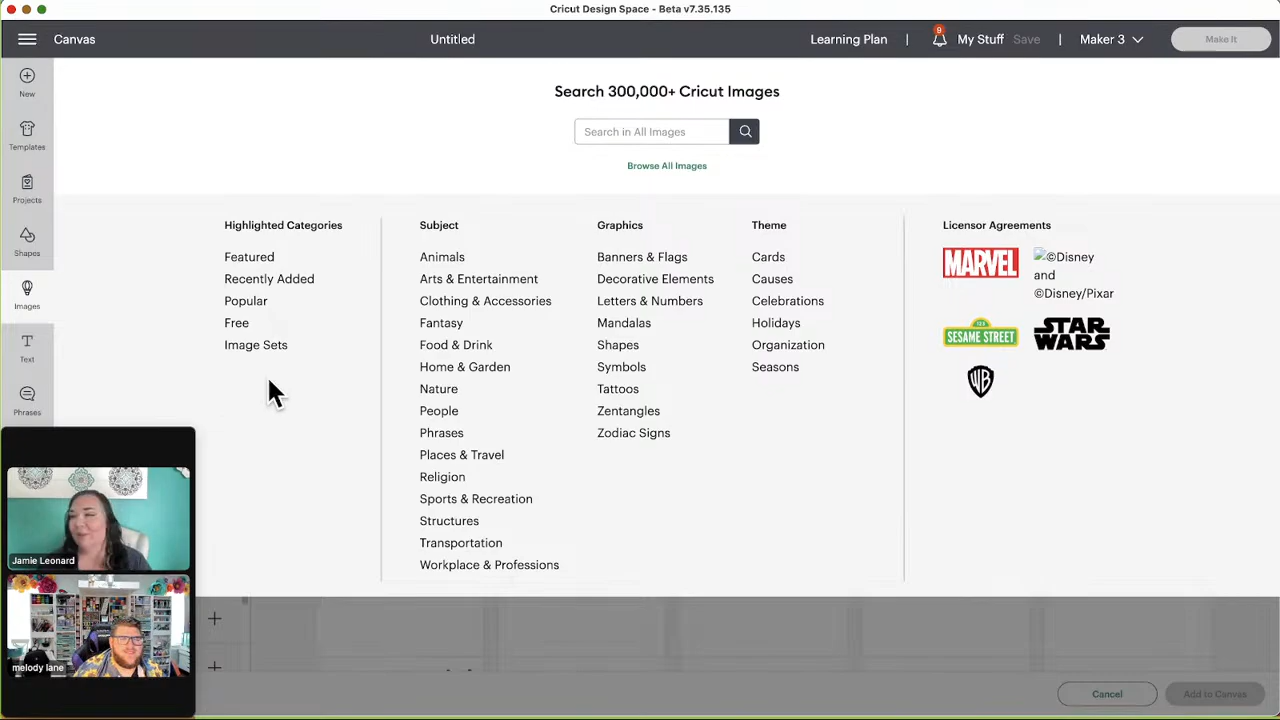 Cricut Design Space - Beta v7.35.135
Canvas
Untitled
Learning Plan | 9 My Stuff Save | Maker 3 Make It
New
Templates
Projects
Shapes
Images
Text
Phrases
Search 300,000+ Cricut Images
Search in All Images
Browse All Images
Highlighted Categories
Featured
Recently Added
Popular
Free
Image Sets
Subject
Animals
Arts & Entertainment
Clothing & Accessories
Fantasy
Food & Drink
Home & Garden
Nature
People
Phrases
Places & Travel
Religion
Sports & Recreation
Structures
Transportation
Workplace & Professions
Graphics
Banners & Flags
Decorative Elements
Letters & Numbers
Mandalas
Shapes
Symbols
Tattoos
Zentangles
Zodiac Signs
Theme
Cards
Causes
Celebrations
Holidays
Organization
Seasons
Licensor Agreements
MARVEL
©Disney
and
©Disney/Pixar
SESAME STREET
STAR
WARS
WB
Jamie Leonard
melody lane
Cancel
Add to Canvas